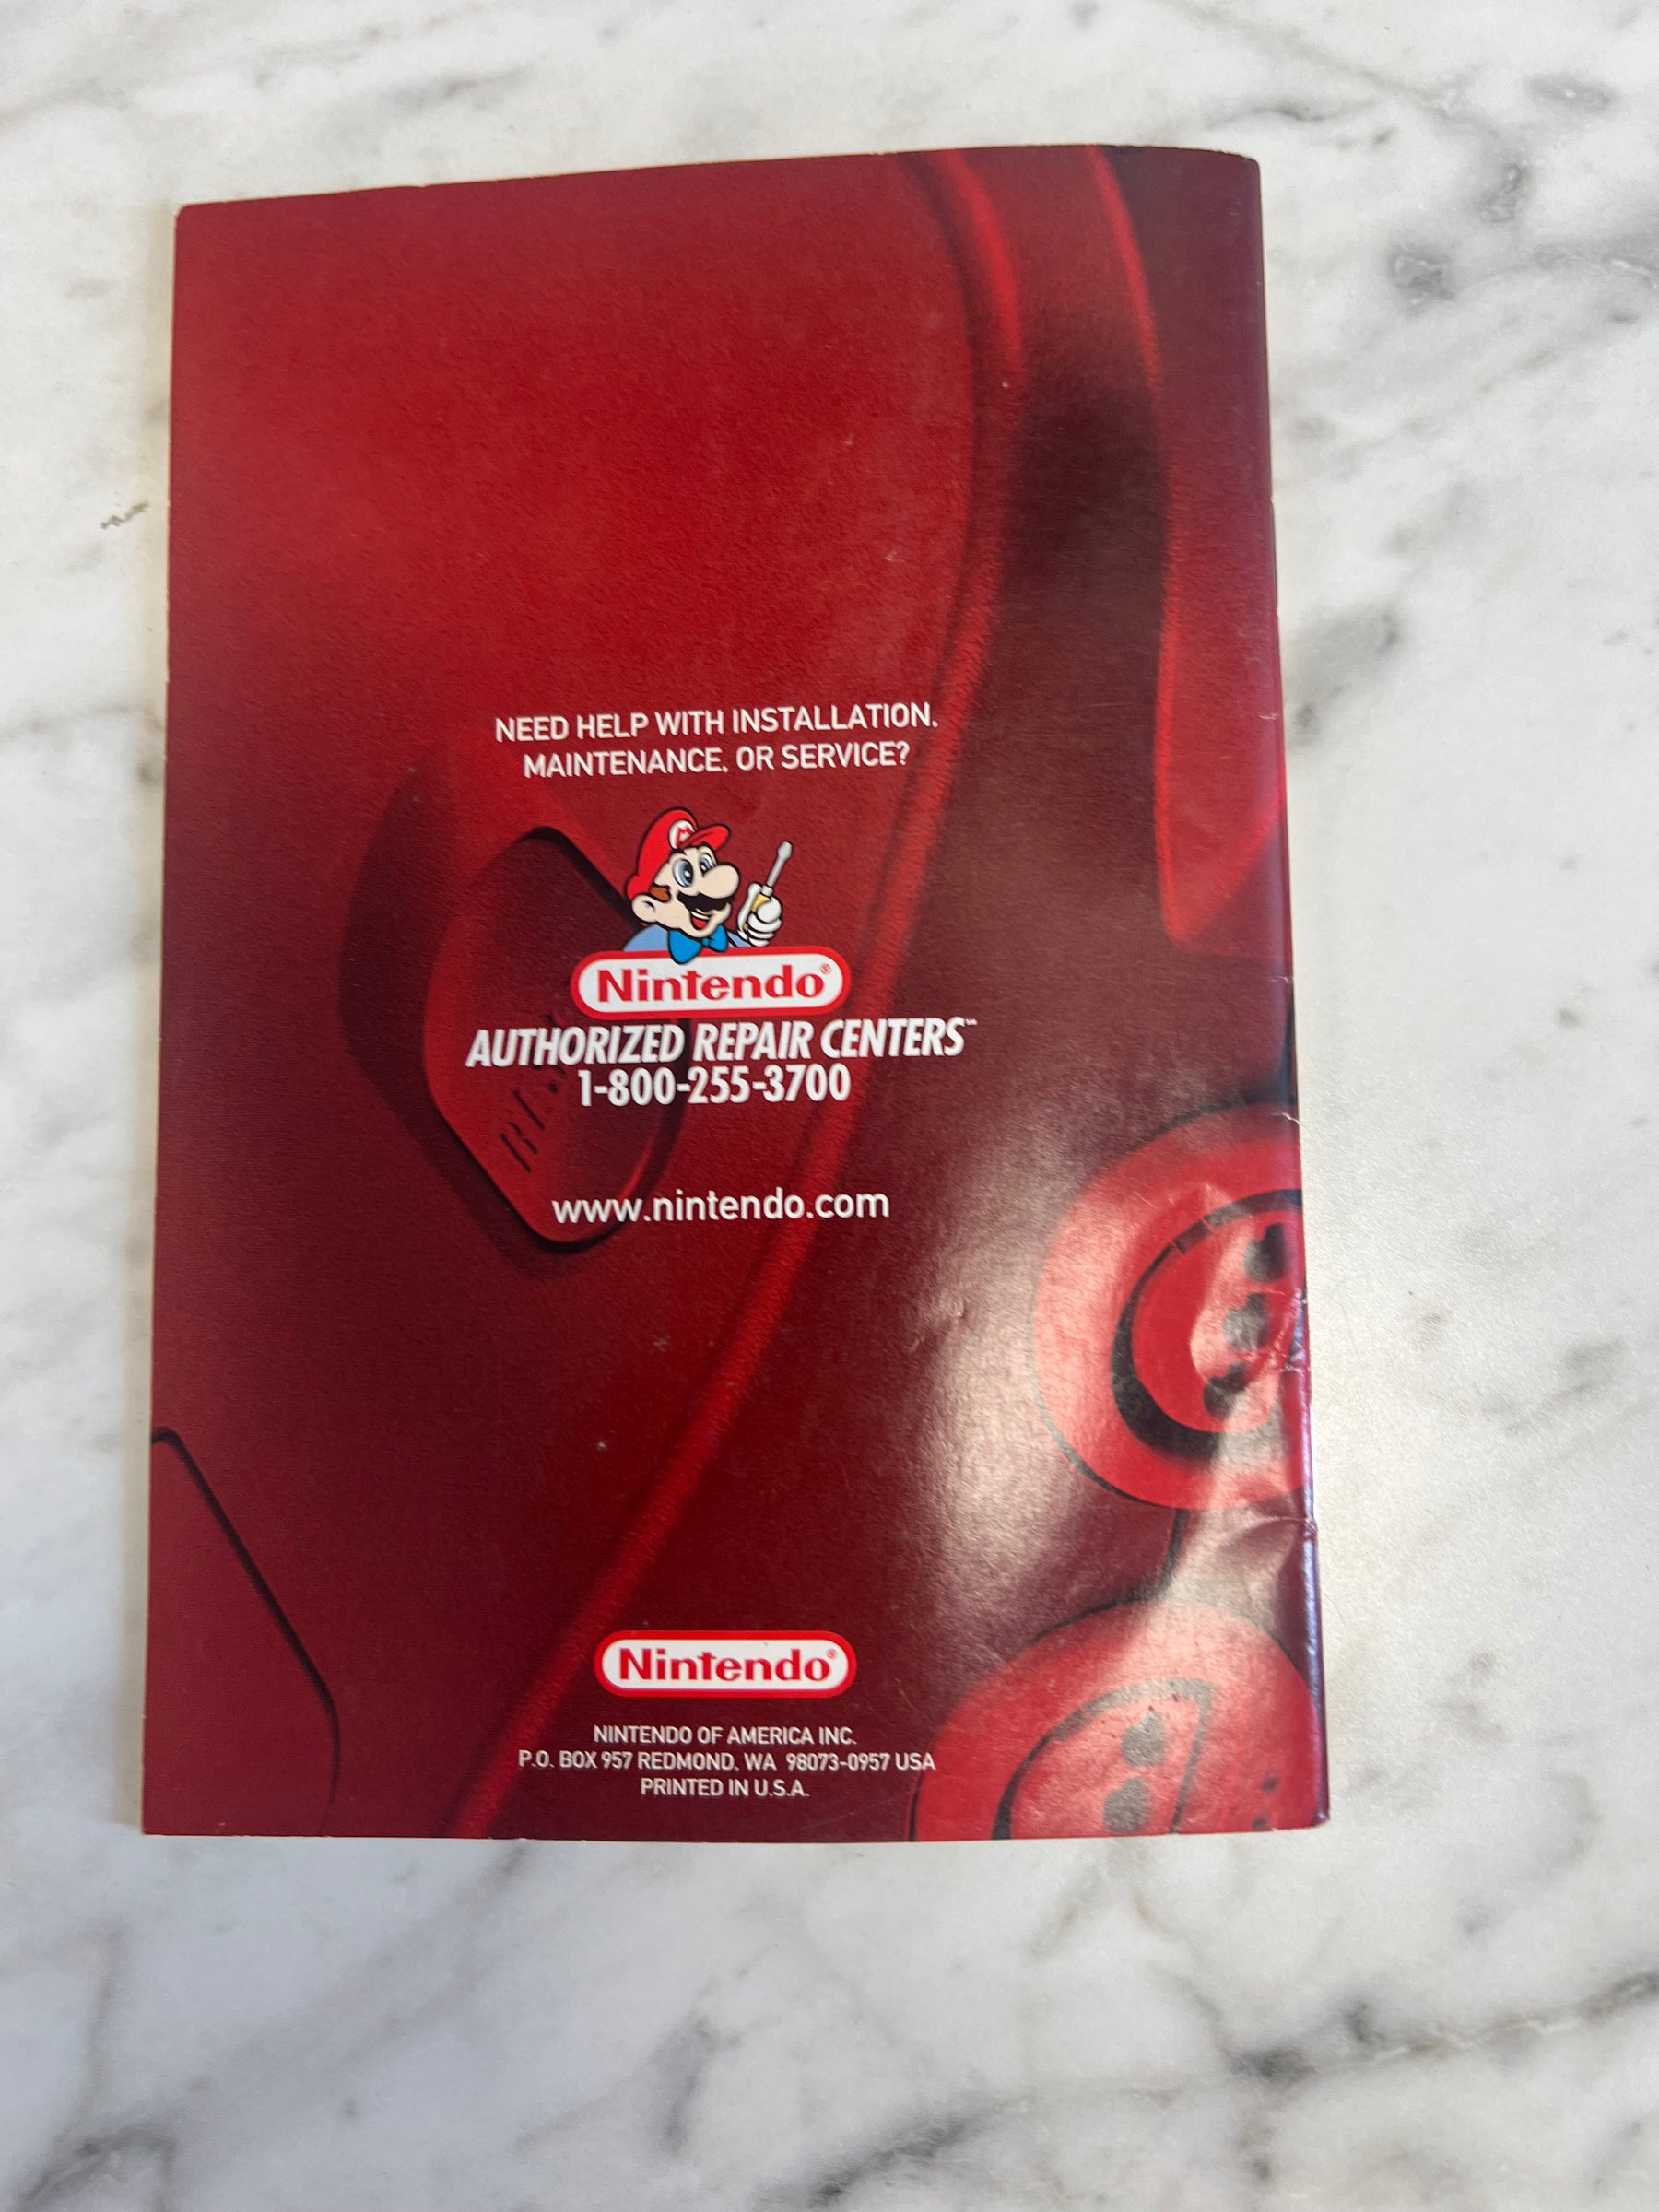 NEED HELP WITH INSTALLATION,
MAINTENANCE, OR SERVICE?
M
Nintendo®
AUTHORIZED REPAIR CENTERS™
1-800-255-3700
www.nintendo.com
Nintendo®
NINTENDO OF AMERICA INC.
P.O. BOX 957 REDMOND, WA 98073-0957 USA
PRINTED IN U.S.A.